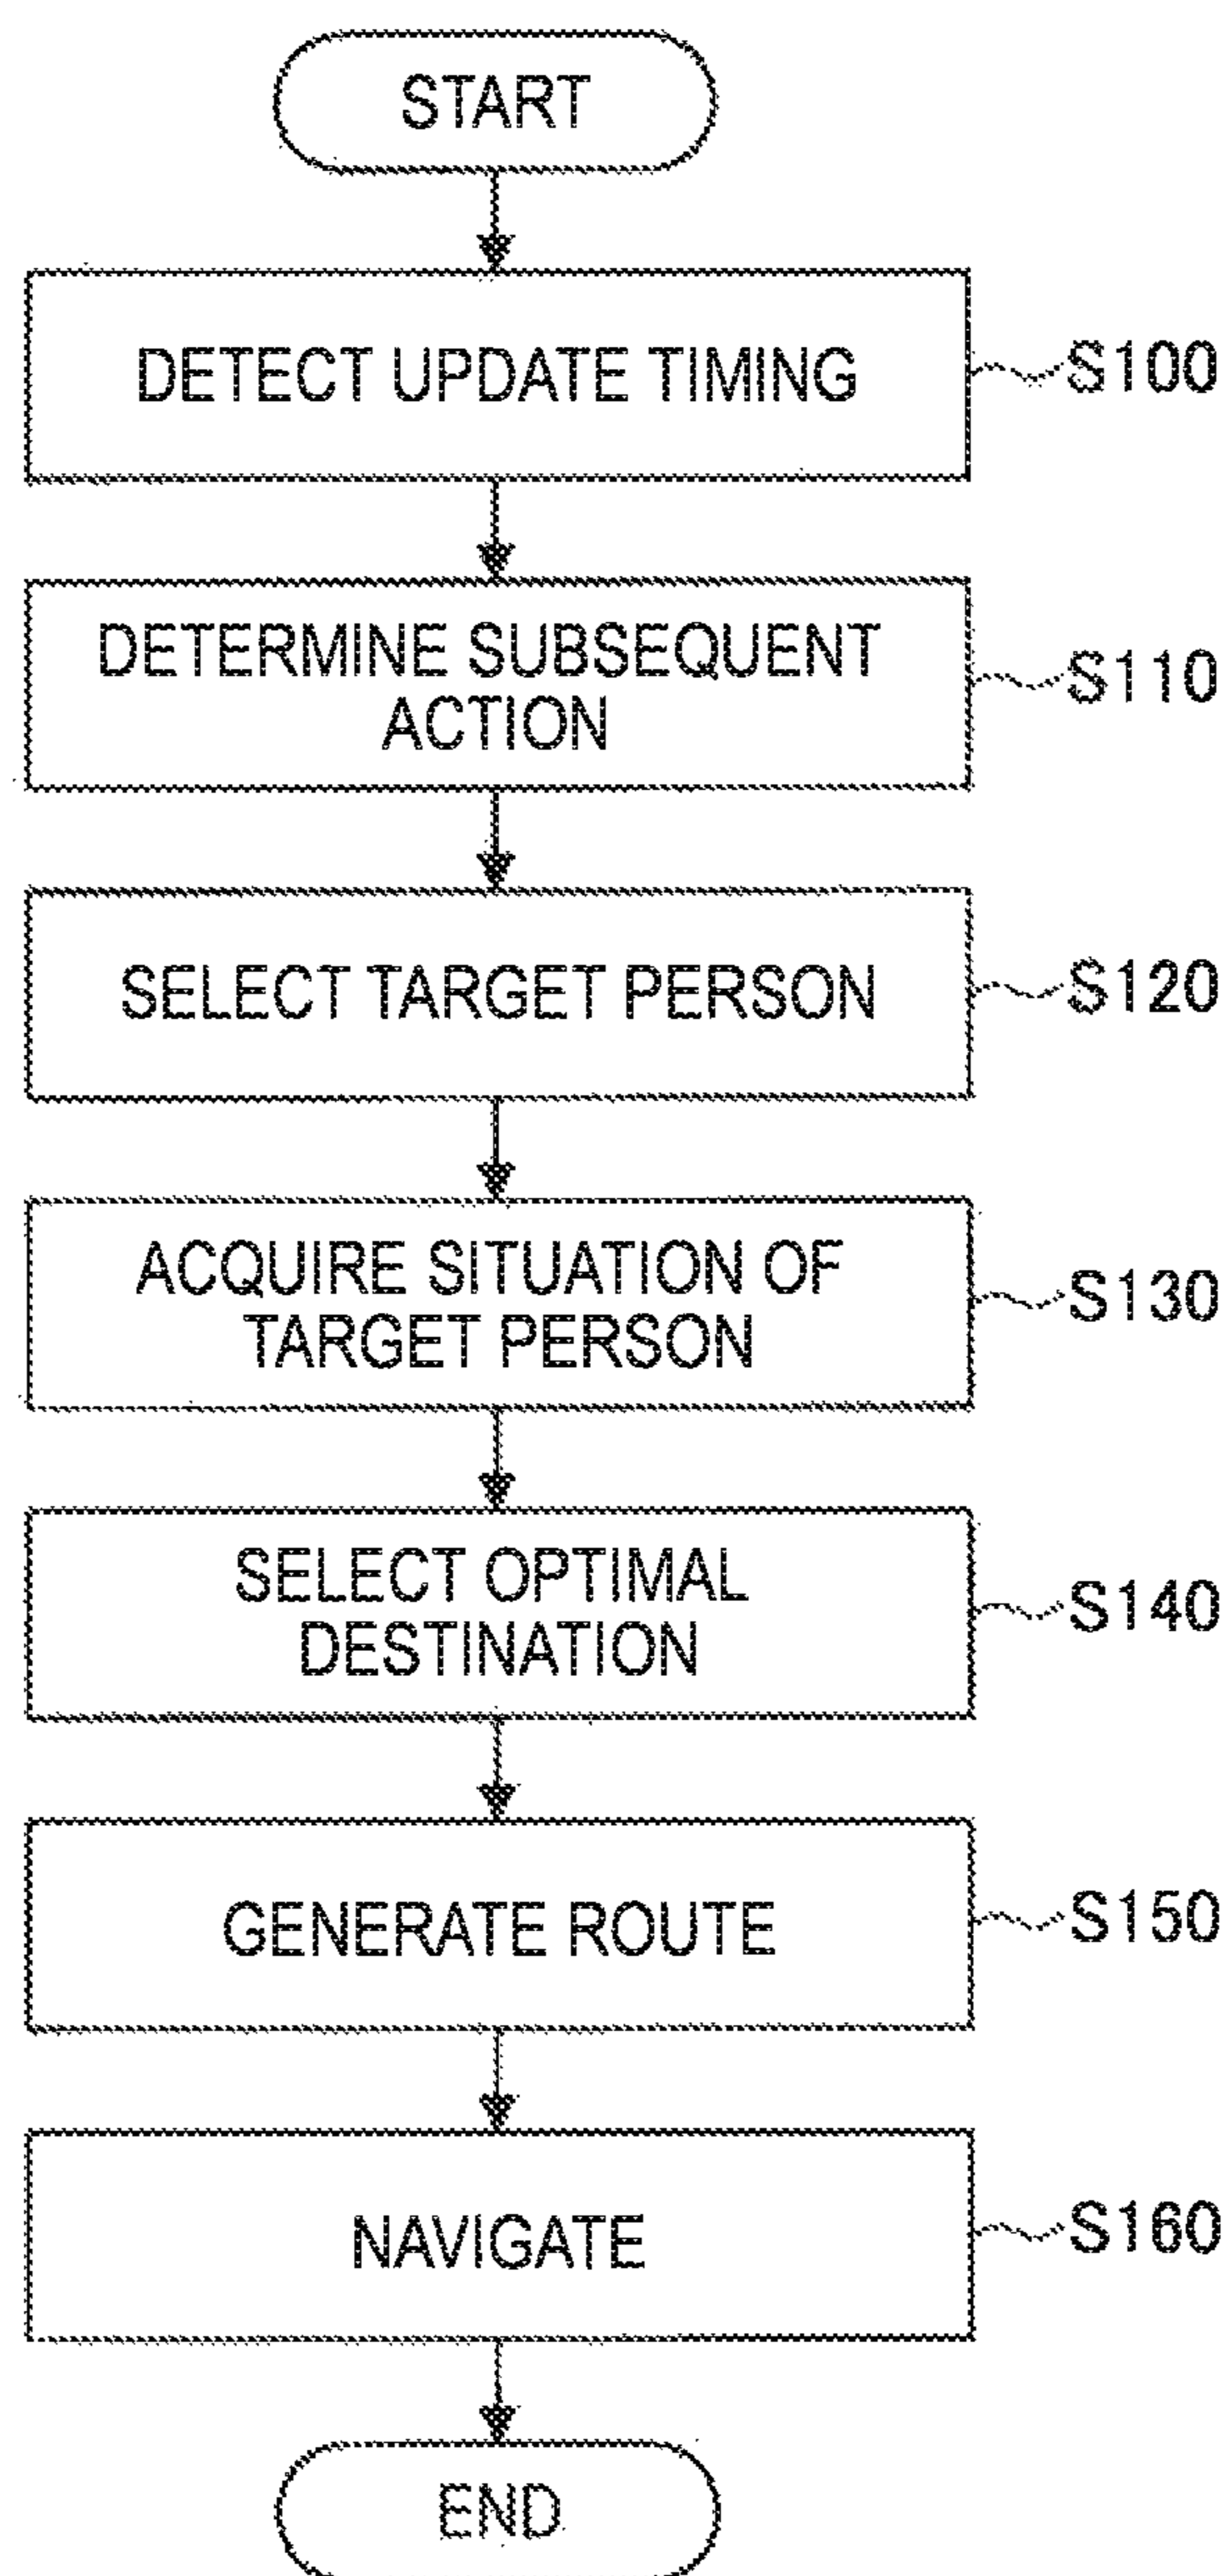 START
DETECT UPDATE TIMING
S100
DETERMINE SUBSEQUENT
ACTION
S110
SELECT TARGET PERSON
S120
ACQUIRE SITUATION OF
TARGET PERSON
S130
SELECT OPTIMAL
DESTINATION
S140
GENERATE ROUTE
S150
NAVIGATE
S160
END